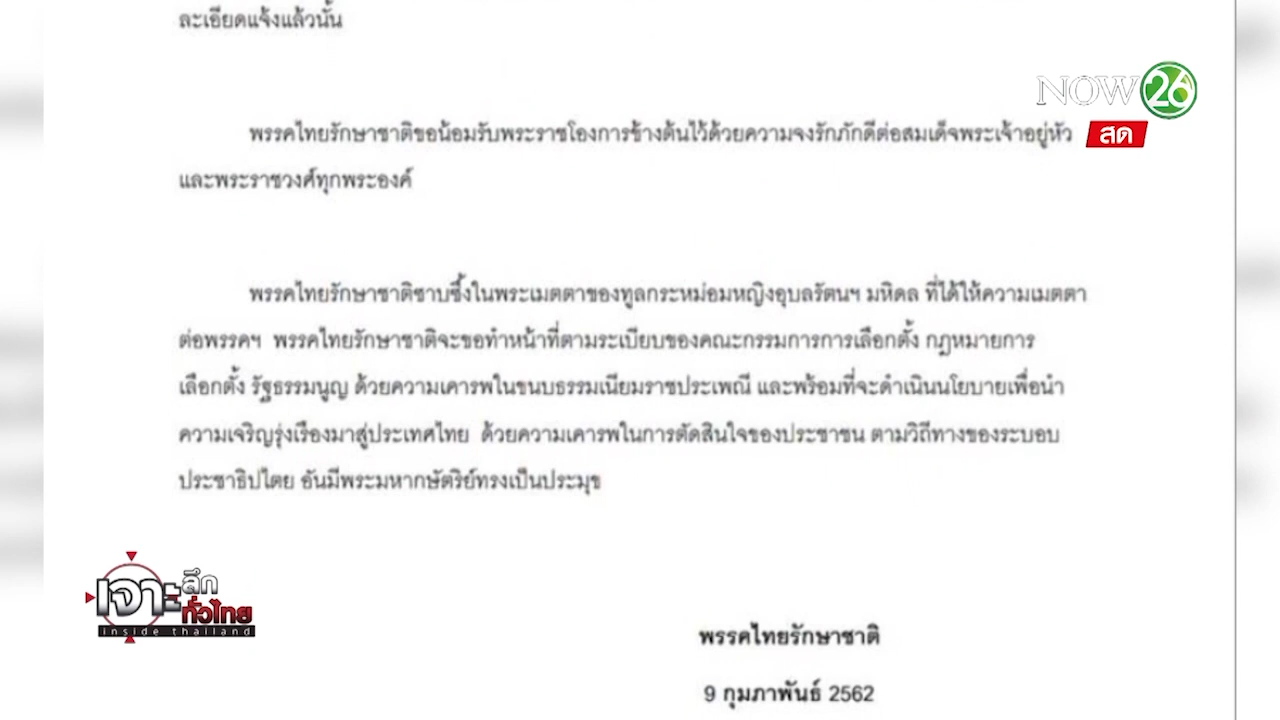 ละเอียดแจ้งแล้วนั้น
NOW 26
พรรคไทยรักษาชาติขอน้อมรับพระราชโองการข้างต้นไว้ด้วยความจงรักภักดีต่อสมเด็จพระเจ้าอยู่หัว
สด
และพระราชวงศ์ทุกพระองค์
พรรคไทยรักษาชาติซาบซึ้งในพระเมตตาของทูลกระหม่อมหญิงอุบลรัตนฯ มหิดล ที่ได้ให้ความเมตตา
ต่อพรรคฯ พรรคไทยรักษาชาติจะขอทำหน้าที่ตามระเบียบของคณะกรรมการการเลือกตั้ง กฎหมายการ
เลือกตั้ง รัฐธรรมนูญ ด้วยความเคารพในขนบธรรมเนียมราชประเพณี และพร้อมที่จะดำเนินนโยบายเพื่อนำ
ความเจริญรุ่งเรืองมาสู่ประเทศไทย ด้วยความเคารพในการตัดสินใจของประชาชน ตามวิถีทางของระบอบ
ประชาธิปไตย อันมีพระมหากษัตริย์ทรงเป็นประมุข
เจาะลึก
ทั่วไทย
inside thailand
พรรคไทยรักษาชาติ
9 กุมภาพันธ์ 2562